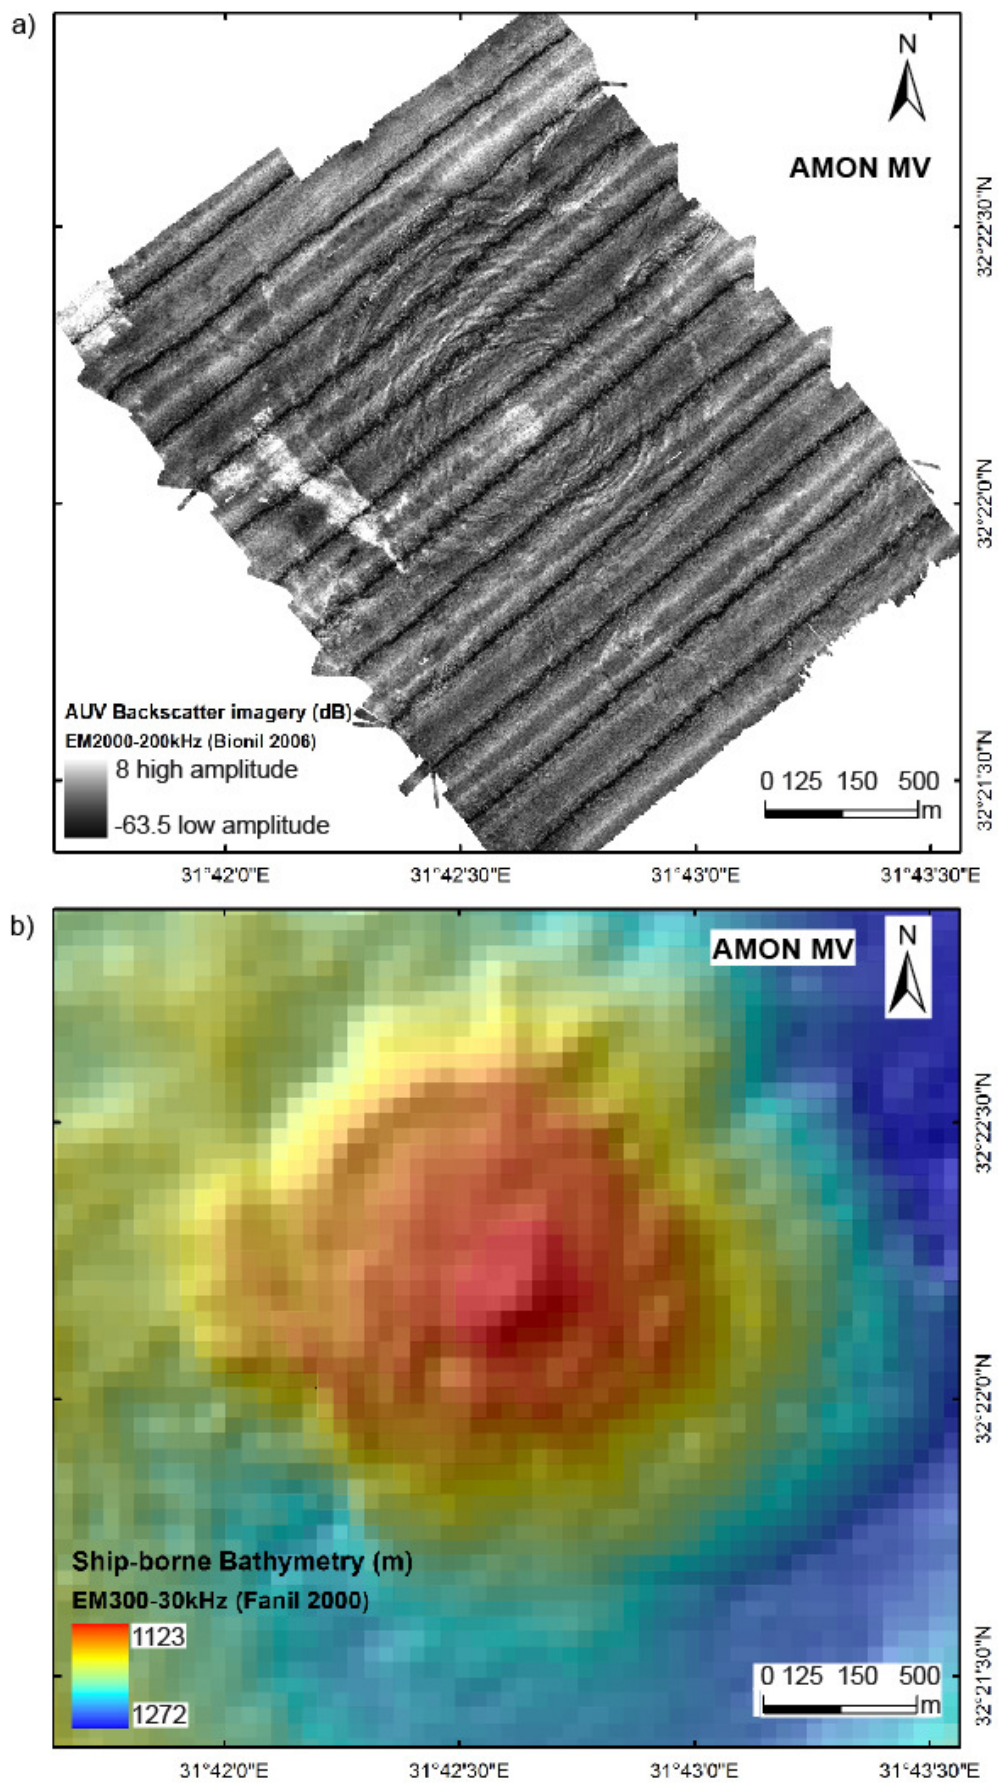 a)
N
AMON MV
32°22'30"N
32°22'0"N
32°21'30"N
AUV Backscatter imagery (dB)
EM2000-200kHz (Bionil 2006)
8 high amplitude
-63.5 low amplitude
0 125 150 500
m
31°42'0"E 31°42'30"E 31°43'0"E 31°43'30"E
b)
AMON MV
N
32°22'30"N
32°22'0"N
32°21'30"N
Ship-borne Bathymetry (m)
EM300-30kHz (Fanil 2000)
1123
1272
0 125 150 500
m
31°42'0"E 31°42'30"E 31°43'0"E 31°43'30"E